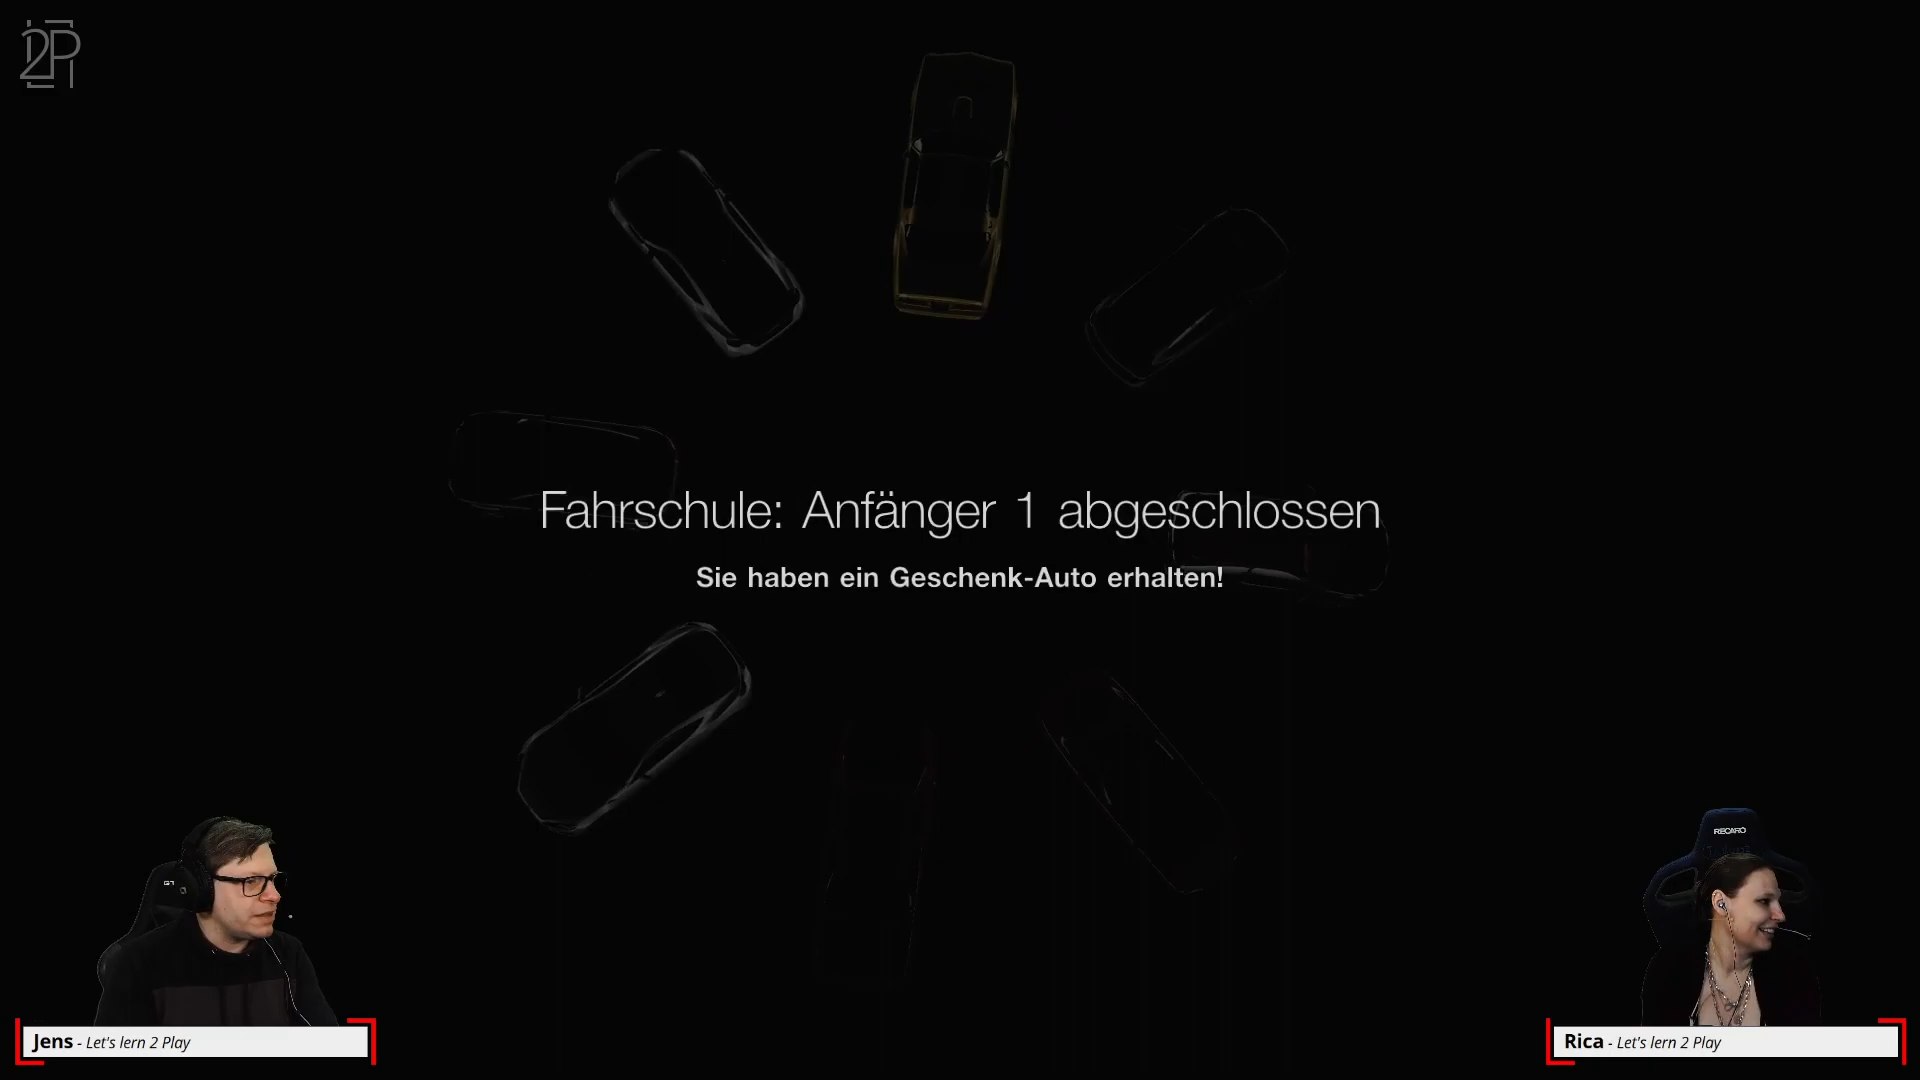 2P
Fahrschule: Anfänger 1 abgeschlossen
Sie haben ein Geschenk-Auto erhalten!
RECARO
Jens - Let's lern 2 Play
Rica - Let's lern 2 Play